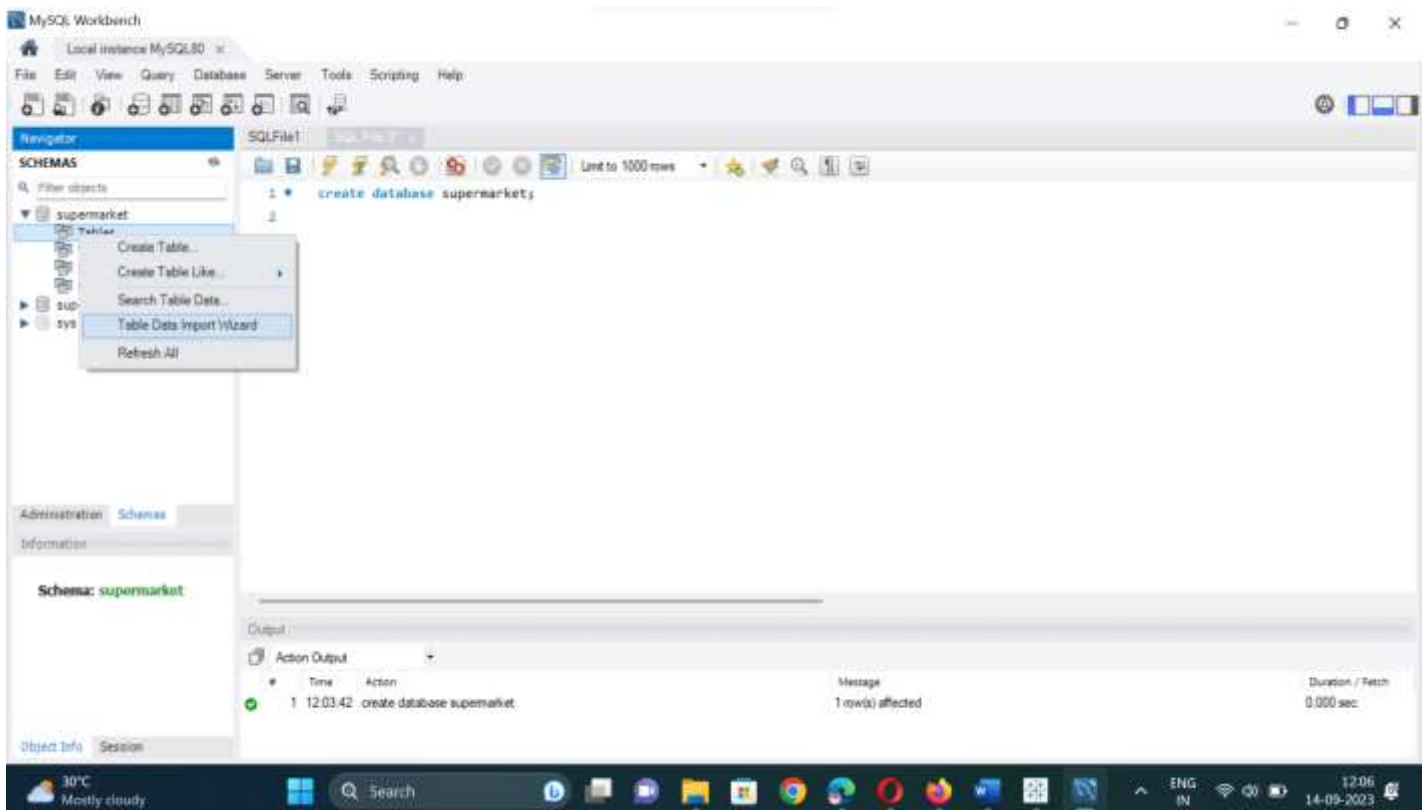 MySQL Workbench
Local instance MySQL80 ×
File Edit View Query Database Server Tools Scripting Help
Navigator
SQLFile1
SCHEMAS
Limit to 1000 rows
Filter objects
1 create database supermarket;
2
supermarket
Tables
Create Table...
Create Table Like...
Search Table Data...
sup
sys
Table Data Import Wizard
Refresh All
Administration Schemas
Information
Schema: supermarket
Output
Action Output
# Time Action Message Duration / Fetch
1 12:03:42 create database supermarket 1 row(s) affected 0.000 sec
Object Info Session
30°C
Mostly cloudy
Search
ENG
IN
12:06
14-09-2023